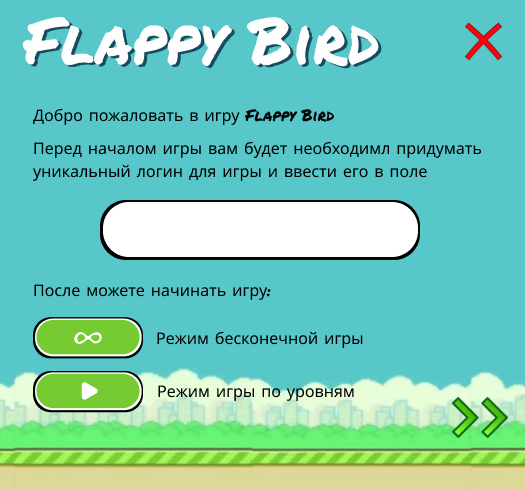 Flappy Bird
Добро пожаловать в игру Flappy Bird
Перед началом игры вам будет необходимл придумать
уникальный логин для игры и ввести его в поле
После можете начинать игру:
Режим бесконечной игры
Режим игры по уровням